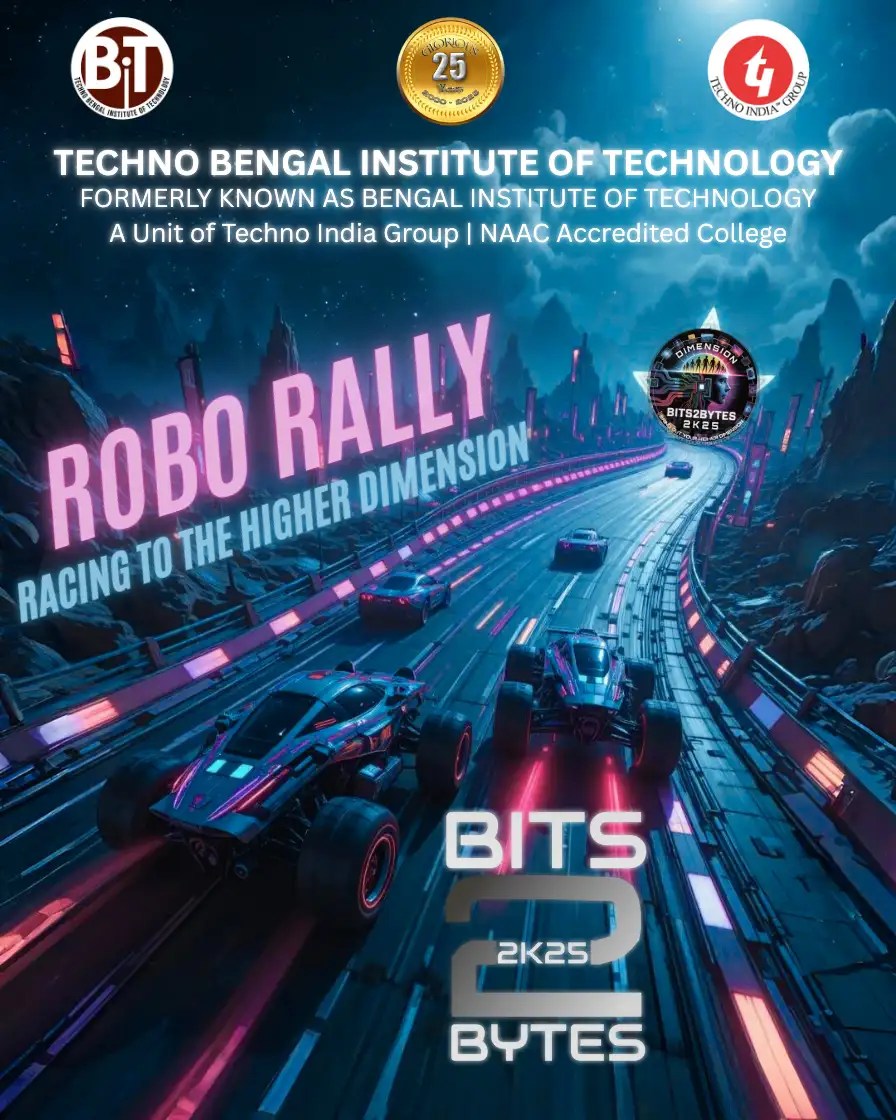 BiT
TECHNO BENGAL INSTITUTE OF TECHNOLOGY
GLORIOUS
25
Years
2000 - 2025
TECHNO INDIA GROUP
TECHNO BENGAL INSTITUTE OF TECHNOLOGY
FORMERLY KNOWN AS BENGAL INSTITUTE OF TECHNOLOGY
A Unit of Techno India Group | NAAC Accredited College
ROBO RALLY
RACING TO THE HIGHER DIMENSION
DIMENSION
BITS2BYTES
2K25
BITS
2
2K25
BYTES